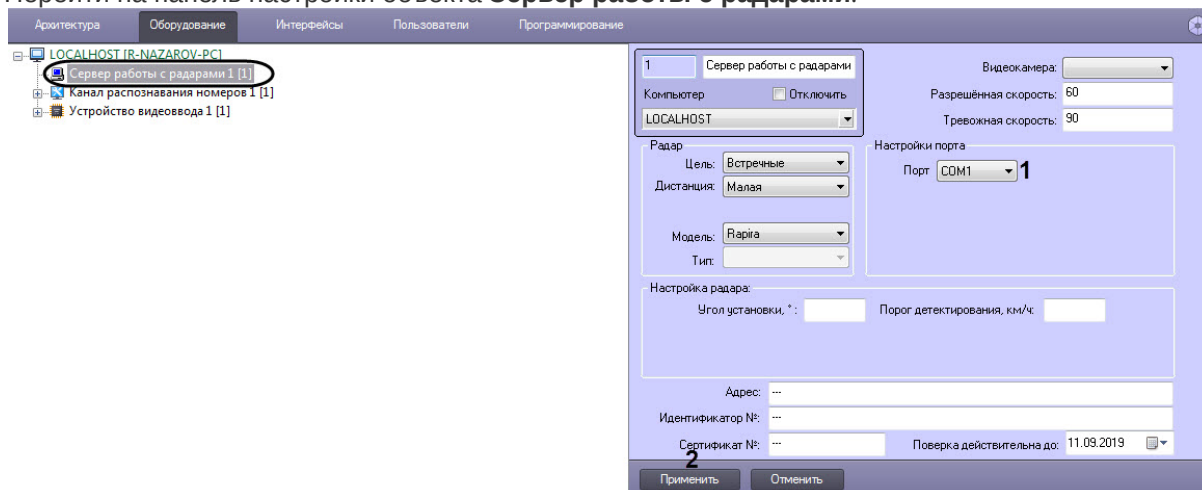 Перейти на панель настройки объекта Сервер работы с радарами.
Архитектура Оборудование Интерфейсы Пользователи Программирование
LOCALHOST [R-NAZAROV-PC]
Сервер работы с радарами 1 [1]
Канал распознавания номеров 1 [1]
Устройство видеоввода 1 [1]
1 Сервер работы с радарами
Компьютер Отключить
LOCALHOST
Видеокамера:
Разрешённая скорость: 60
Тревожная скорость: 90
Радар
Цель: Встречные
Дистанция: Малая
Модель: Rapira
Тип:
Настройки порта
Порт COM1 1
Настройка радара:
Угол установки, ° : Порог детектирования, км/ч:
Адрес: ---
Идентификатор №: ---
Сертификат №: --- Поверка действительна до: 11.09.2019
2
Применить Отменить